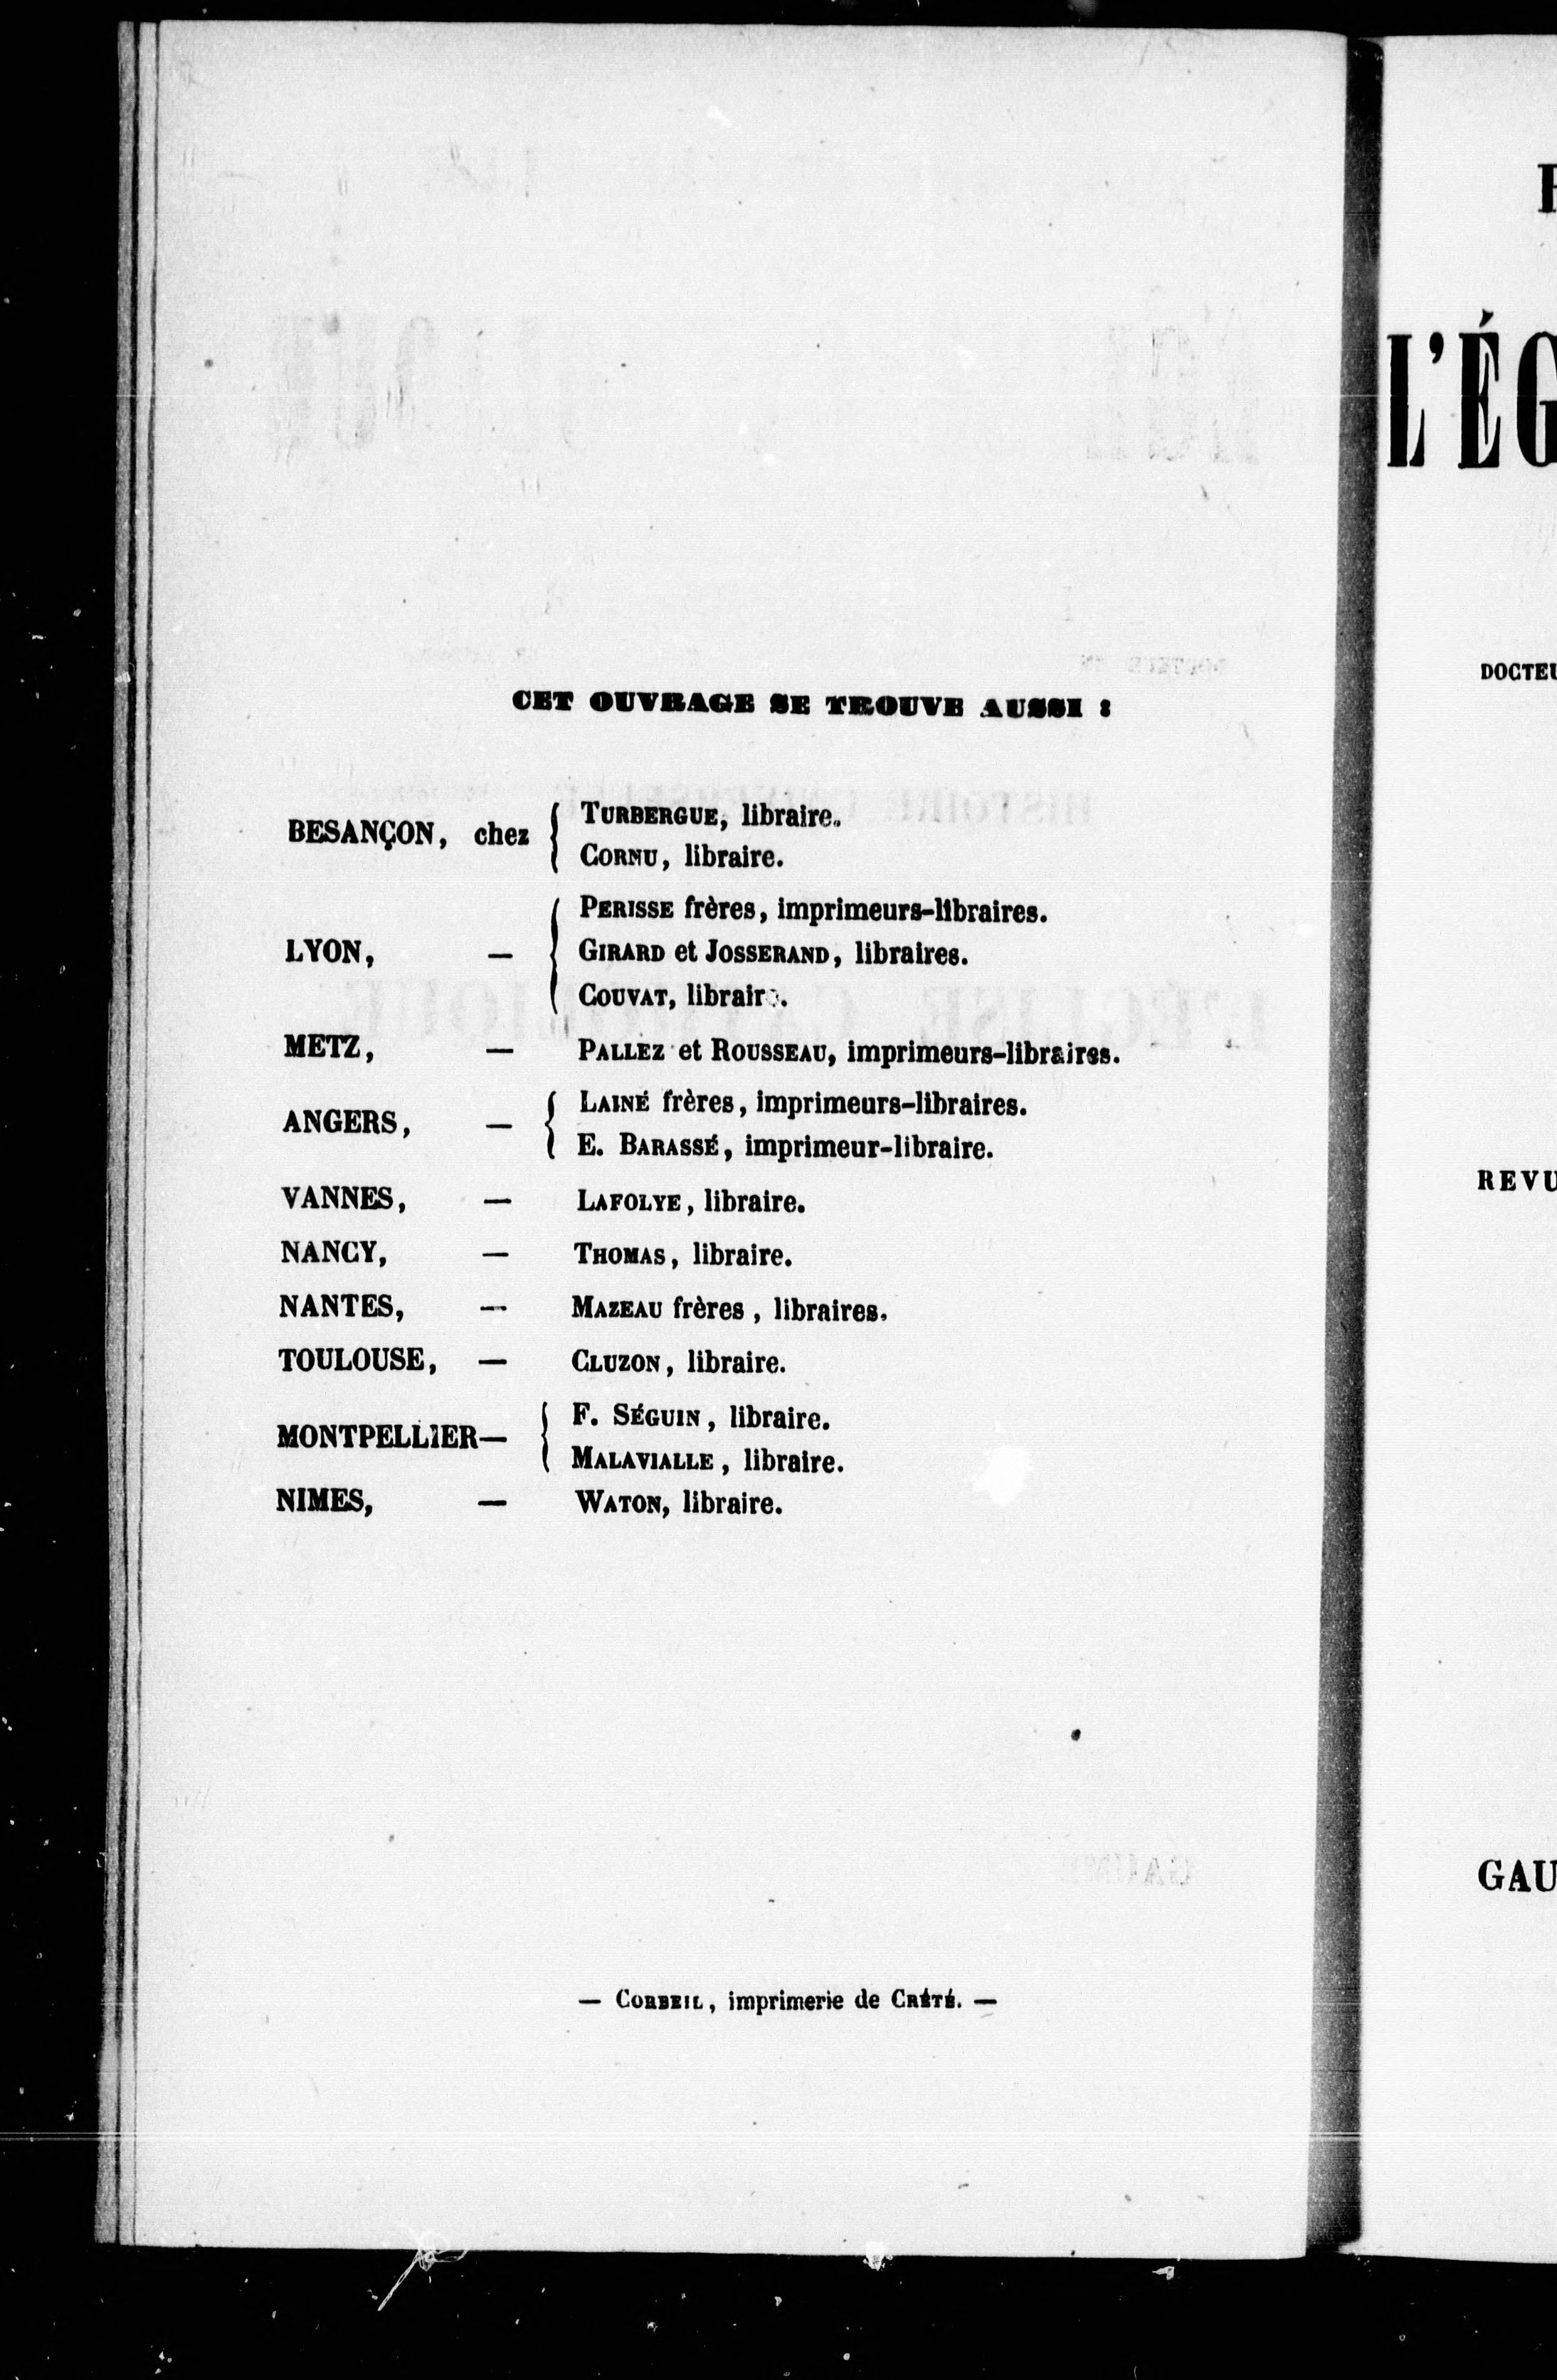 CET OUVRAGE SE TROUVE AUSSI :
BESANÇON, chez
TURBERGUE, libraire.
CORNU, libraire.
LYON, —
PERISSE frères, imprimeurs-libraires.
GIRARD et JOSSERAND, libraires.
COUVAT, libraire.
METZ, — PALLEZ et ROUSSEAU, imprimeurs-libraires.
ANGERS, —
LAINÉ frères, imprimeurs-libraires.
E. BARASSÉ, imprimeur-libraire.
VANNES, — LAFOLYE, libraire.
NANCY, — THOMAS, libraire.
NANTES, — MAZEAU frères, libraires.
TOULOUSE, — CLUZON, libraire.
MONTPELLIER —
F. SÉGUIN, libraire.
MALAVIALLE, libraire.
NIMES, — WATON, libraire.
— CORBEIL, imprimerie de CRÉTÉ. —
L'ÉG
DOCTEU
REVU
GAU